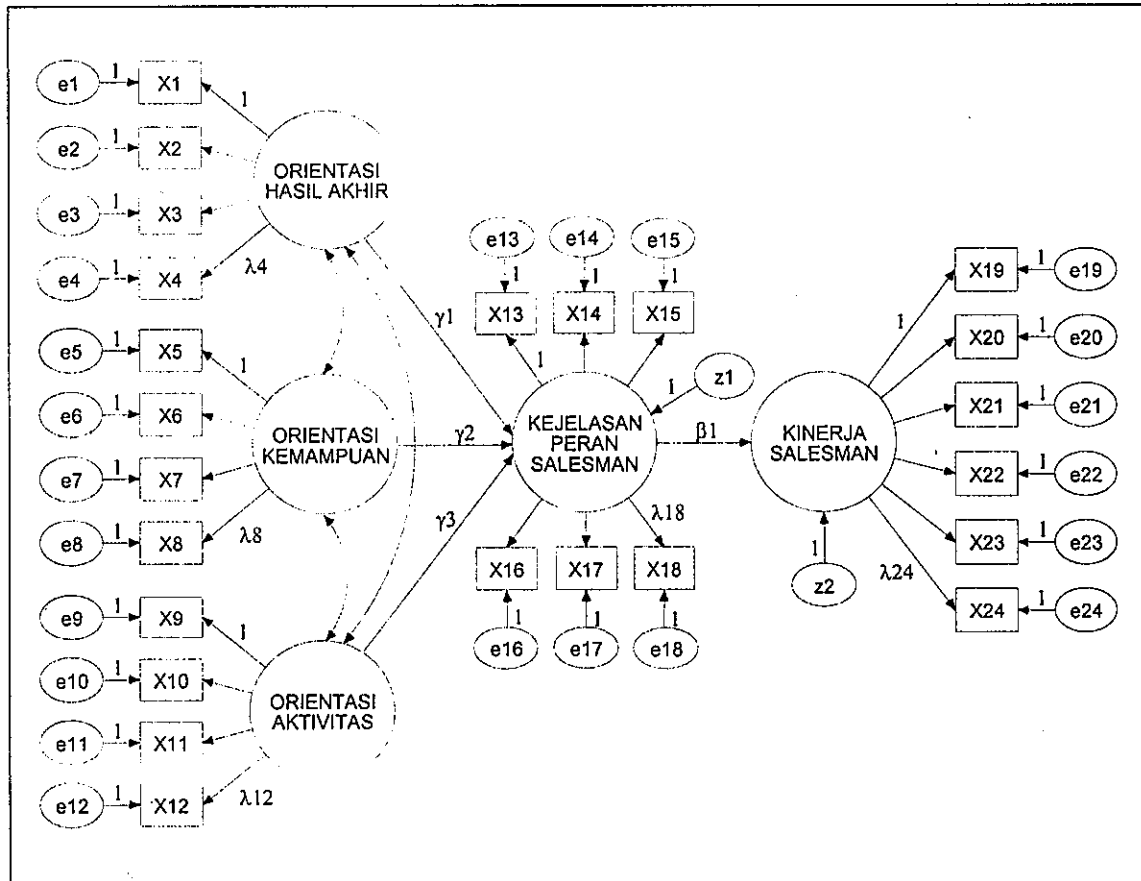 e1 1 X1 1
e2 1 X2
e3 1 X3
e4 1 X4 λ4
ORIENTASI
HASIL AKHIR
e5 1 X5 1
e6 1 X6
e7 1 X7
e8 1 X8 λ8
ORIENTASI
KEMAMPUAN
e9 1 X9 1
e10 1 X10
e11 1 X11
e12 1 X12 λ12
ORIENTASI
AKTIVITAS
γ1
γ2
γ3
e13 e14 e15
1 1 1
X13 X14 X15
1
1 z1
KEJELASAN
PERAN
SALESMAN
β1
λ18
X16 X17 X18
1 1 1
e16 e17 e18
KINERJA
SALESMAN
1
z2
1 X19 1 e19
X20 1 e20
X21 1 e21
X22 1 e22
X23 1 e23
λ24 X24 1 e24